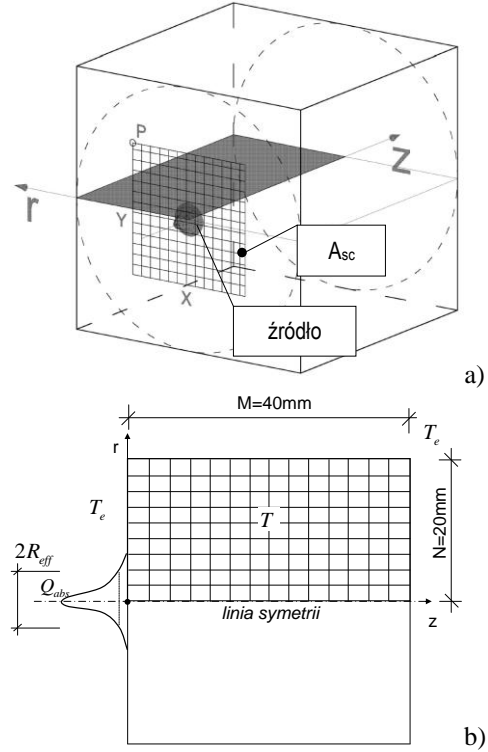 P
Z
r
Y
X
Asc
źródło
a)
M=40mm
r
Te
Te
T
N=20mm
2Reff
Qabs
linia symetrii
z
b)